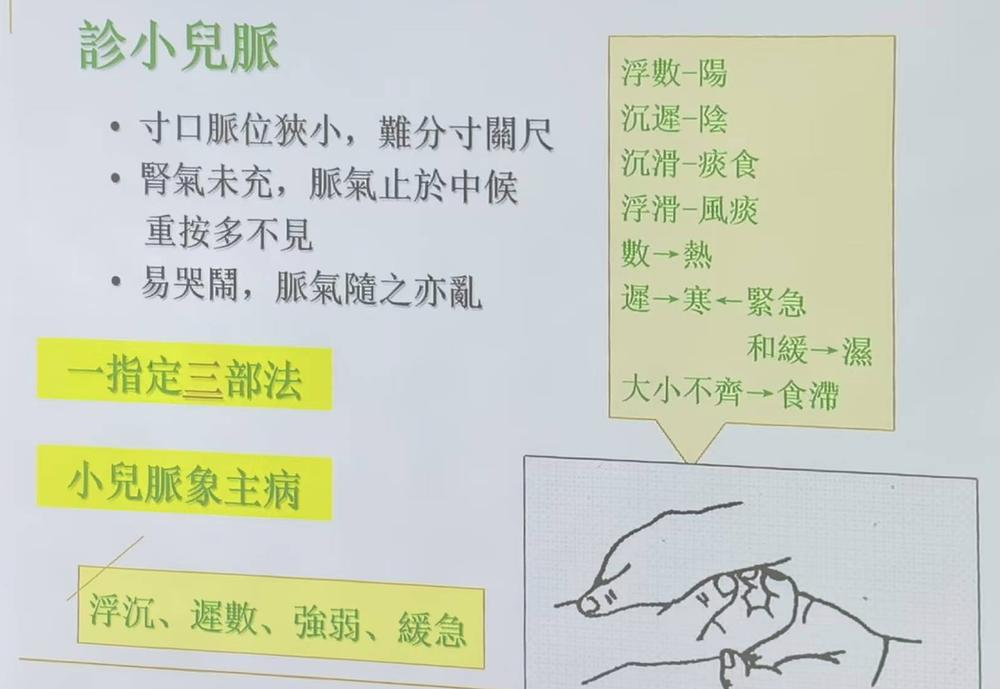 診小兒脈
• 寸口脈位狹小，難分寸關尺
• 腎氣未充，脈氣止於中候
重按多不見
• 易哭鬧，脈氣隨之亦亂
一指定三部法
小兒脈象主病
浮沉、遲數、強弱、緩急
浮數-陽
沉遲-陰
沉滑-痰食
浮滑-風痰
數→熱
遲→寒←緊急
和緩→濕
大小不齊→食滯